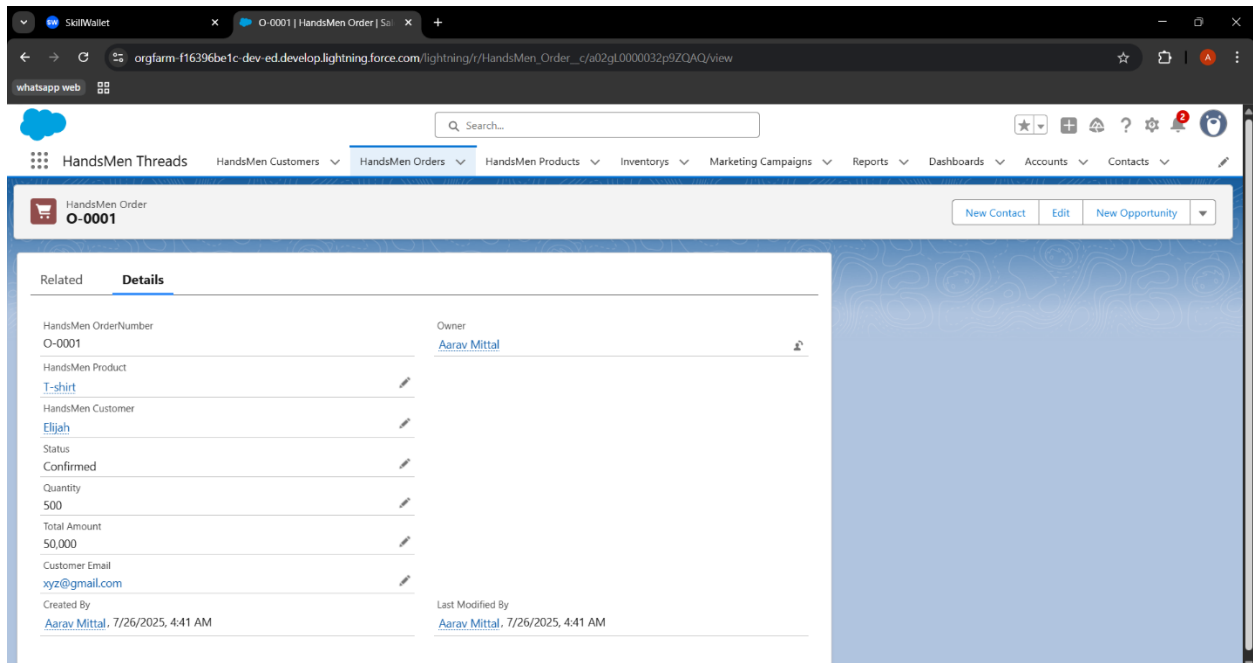 SkillWallet
O-0001 | HandsMen Order | Sal
orgfarm-f16396be1c-dev-ed.develop.lightning.force.com/lightning/r/HandsMen_Order__c/a02gL0000032p9ZQAQ/view
A
whatsapp web
Search...
2
HandsMen Threads HandsMen Customers HandsMen Orders HandsMen Products Inventorys Marketing Campaigns Reports Dashboards Accounts Contacts
HandsMen Order
O-0001
New Contact Edit New Opportunity
Related Details
HandsMen OrderNumber Owner
O-0001 Aarav Mittal
HandsMen Product
T-shirt
HandsMen Customer
Elijah
Status
Confirmed
Quantity
500
Total Amount
50,000
Customer Email
xyz@gmail.com
Created By Last Modified By
Aarav Mittal, 7/26/2025, 4:41 AM Aarav Mittal, 7/26/2025, 4:41 AM